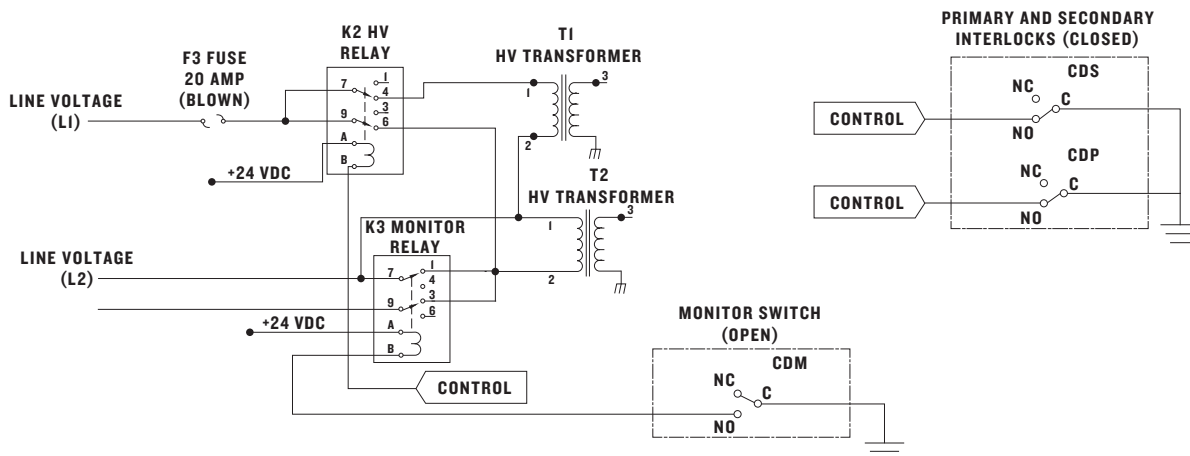 K2 HV
RELAY
F3 FUSE
20 AMP
(BLOWN)
LINE VOLTAGE
(L1)
7
1
4
9
3
6
A
B
+24 VDC
T1
HV TRANSFORMER
1
3
2
T2
HV TRANSFORMER
1
3
2
K3 MONITOR
RELAY
LINE VOLTAGE
(L2)
7
1
4
9
3
6
A
B
+24 VDC
CONTROL
MONITOR SWITCH
(OPEN)
CDM
NC
C
NO
PRIMARY AND SECONDARY
INTERLOCKS (CLOSED)
CDS
NC
C
CONTROL
NO
CDP
NC
C
CONTROL
NO